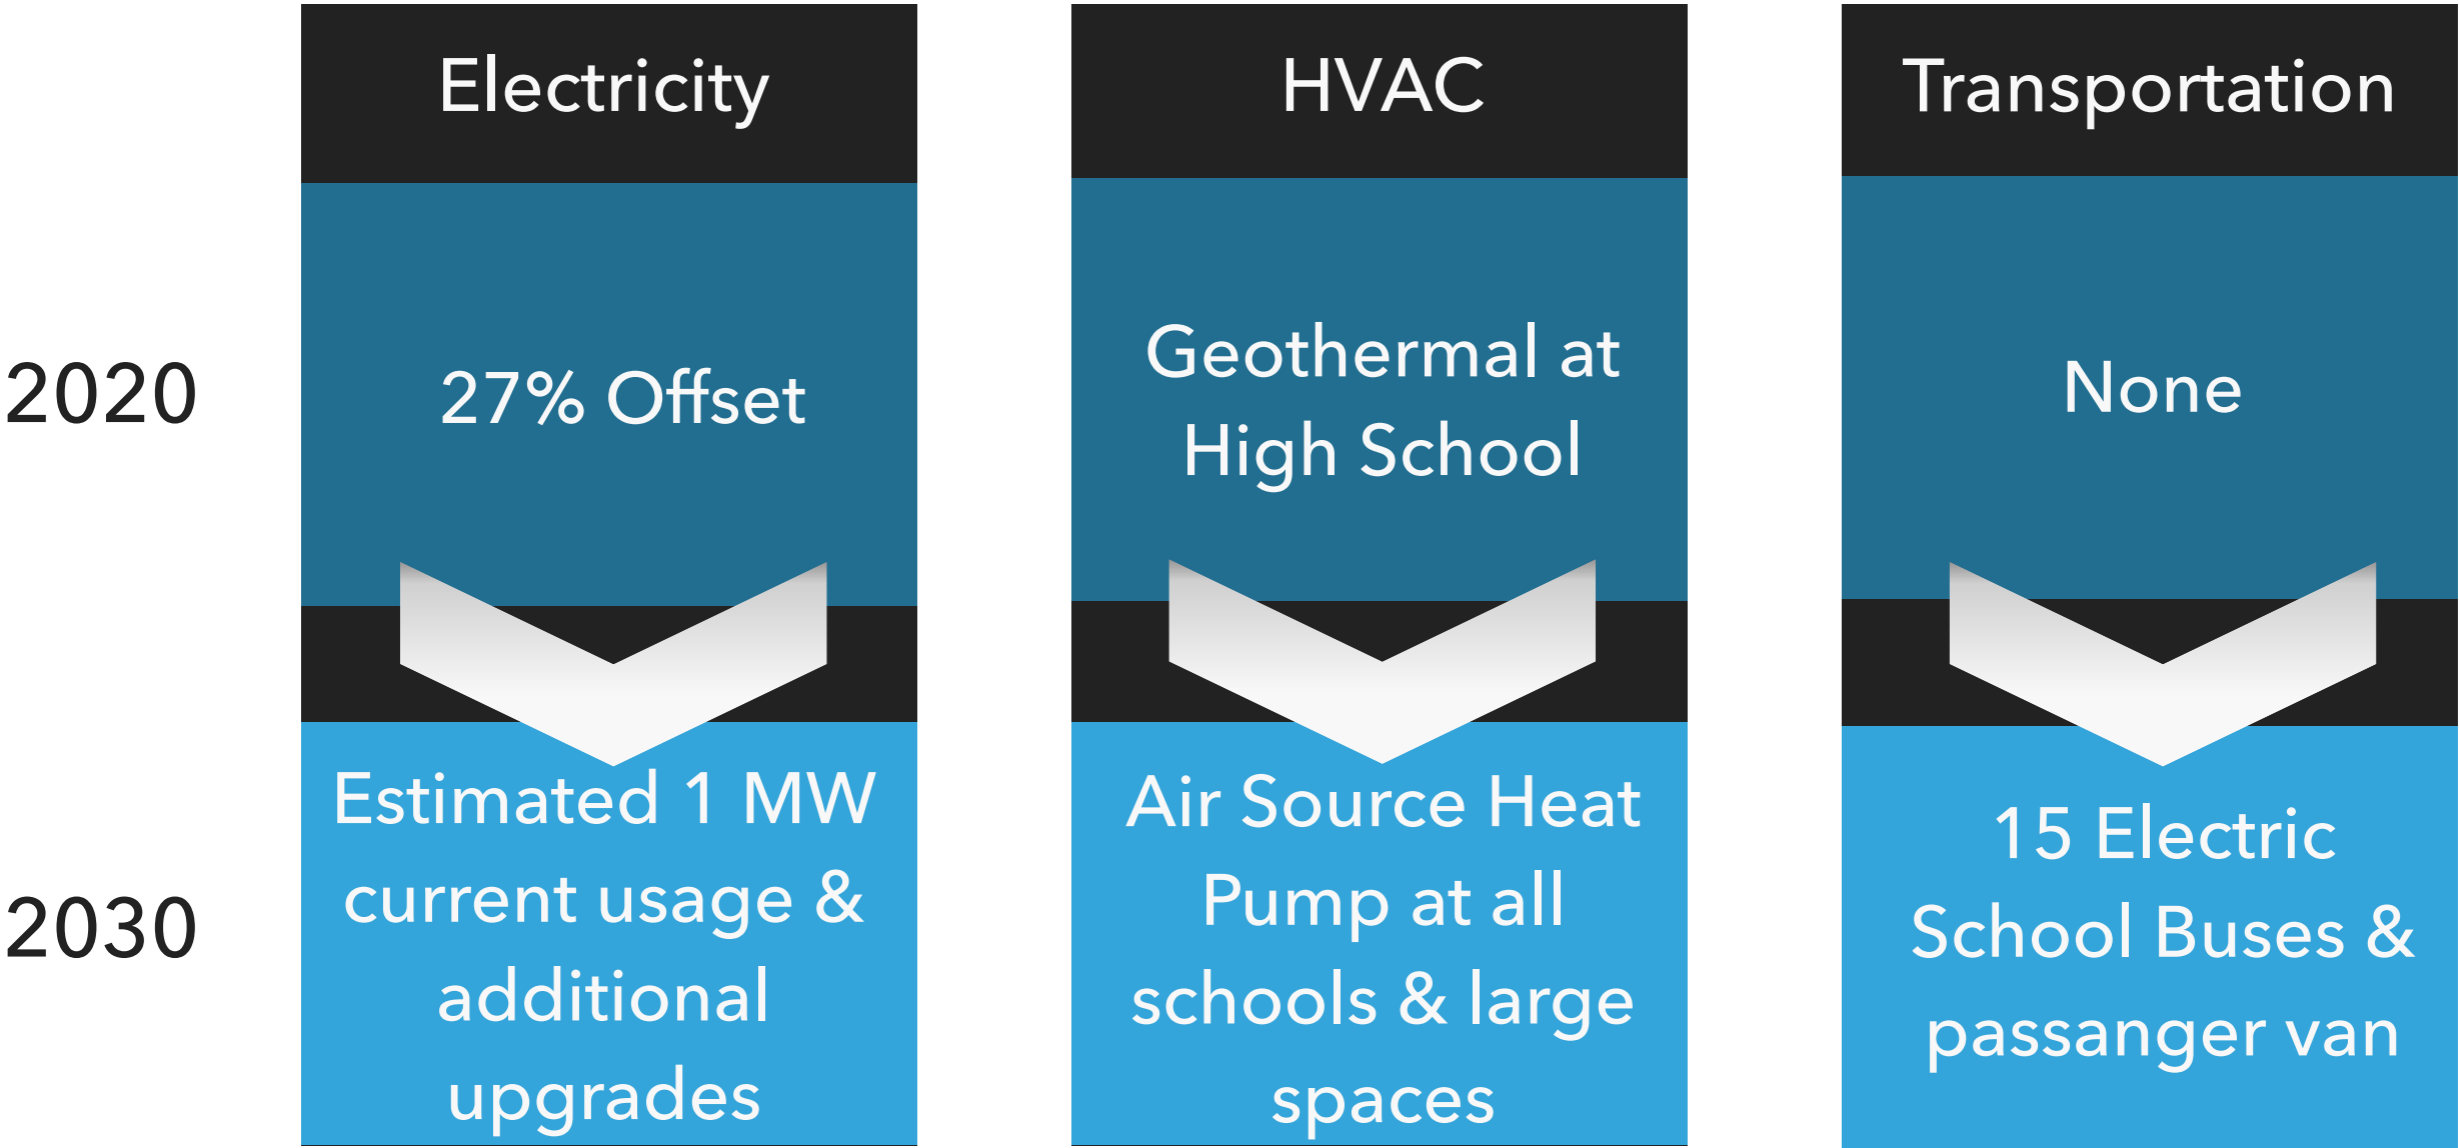 Electricity
HVAC
Transportation
2020
27% Offset
Geothermal at
High School
None
2030
Estimated 1 MW
current usage &
additional
upgrades
Air Source Heat
Pump at all
schools & large
spaces
15 Electric
School Buses &
passanger van